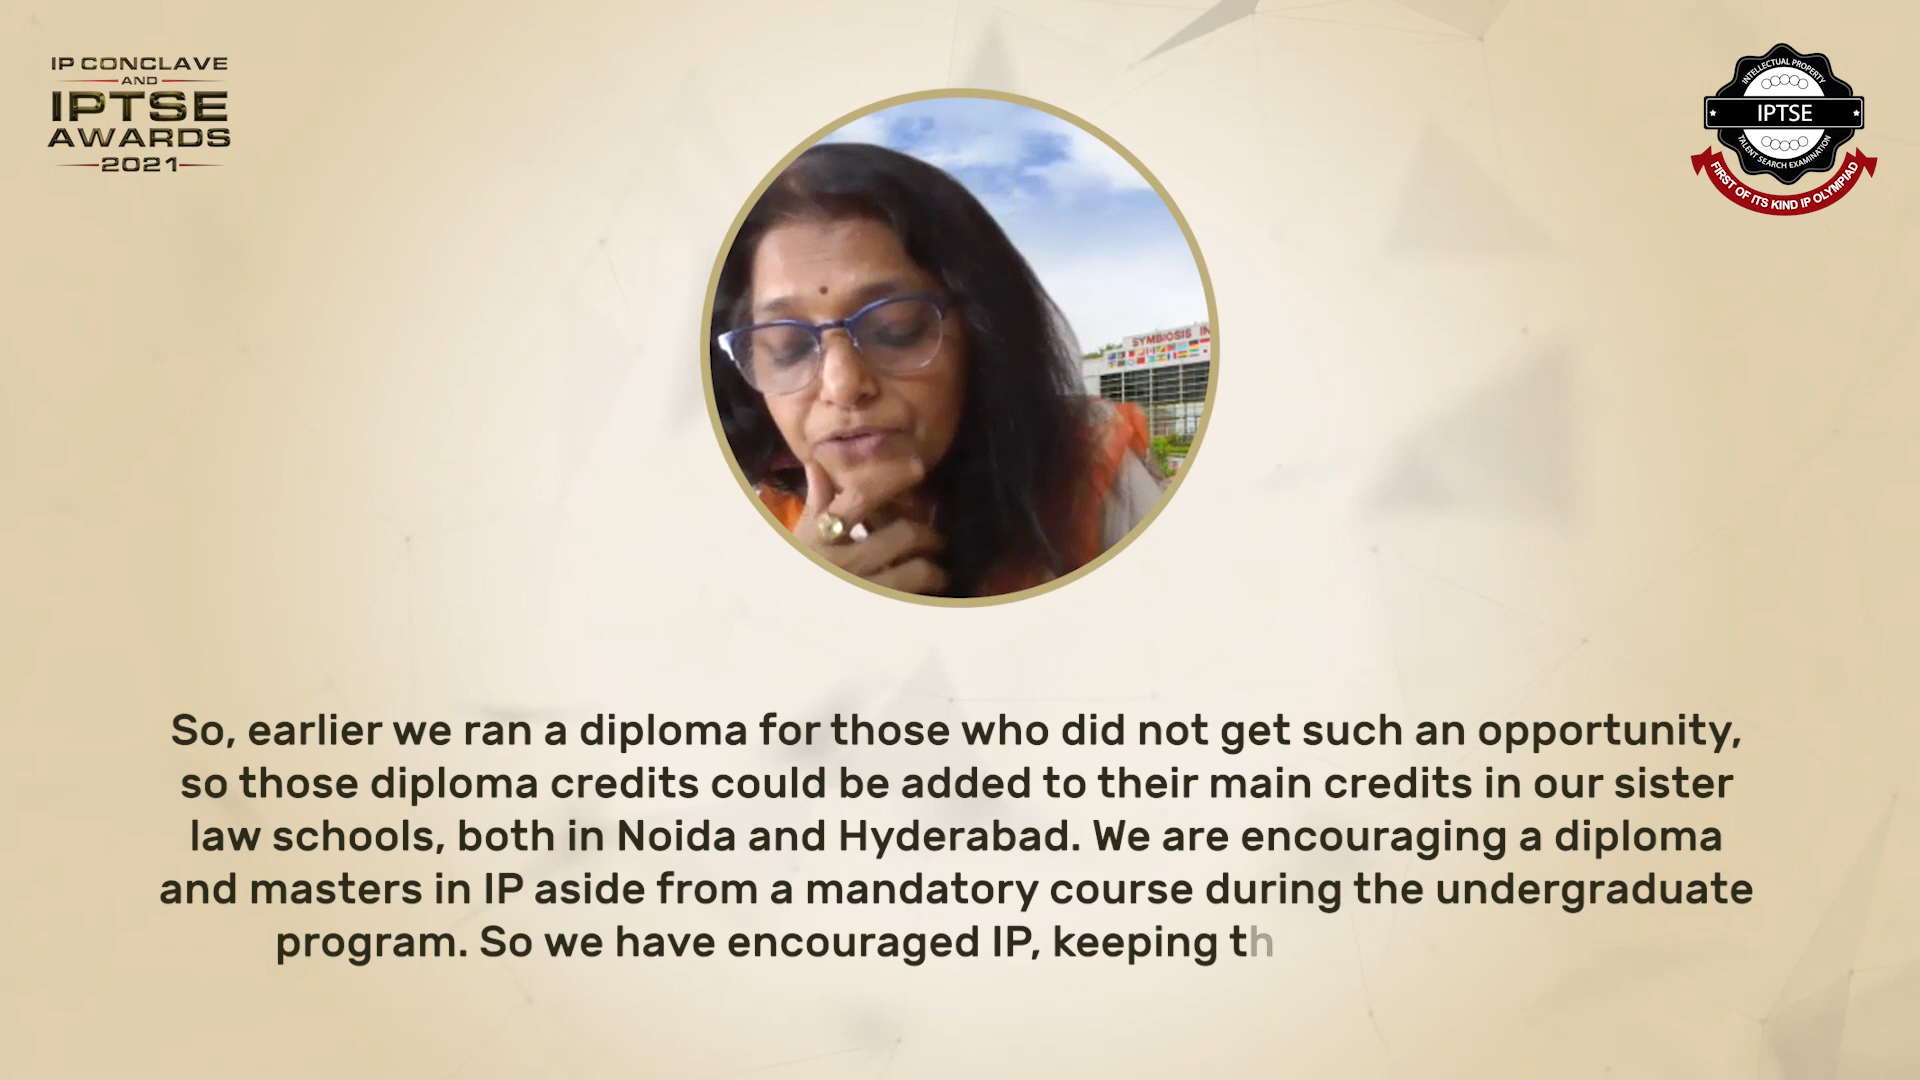 IP CONCLAVE
AND
IPTSE
AWARDS
2021
INTELLECTUAL PROPERTY
IPTSE
TALENT SEARCH EXAMINATION
FIRST OF ITS KIND IP OLYMPIAD
SYMBIOSIS IN
So, earlier we ran a diploma for those who did not get such an opportunity,
so those diploma credits could be added to their main credits in our sister
law schools, both in Noida and Hyderabad. We are encouraging a diploma
and masters in IP aside from a mandatory course during the undergraduate
program. So we have encouraged IP, keeping th